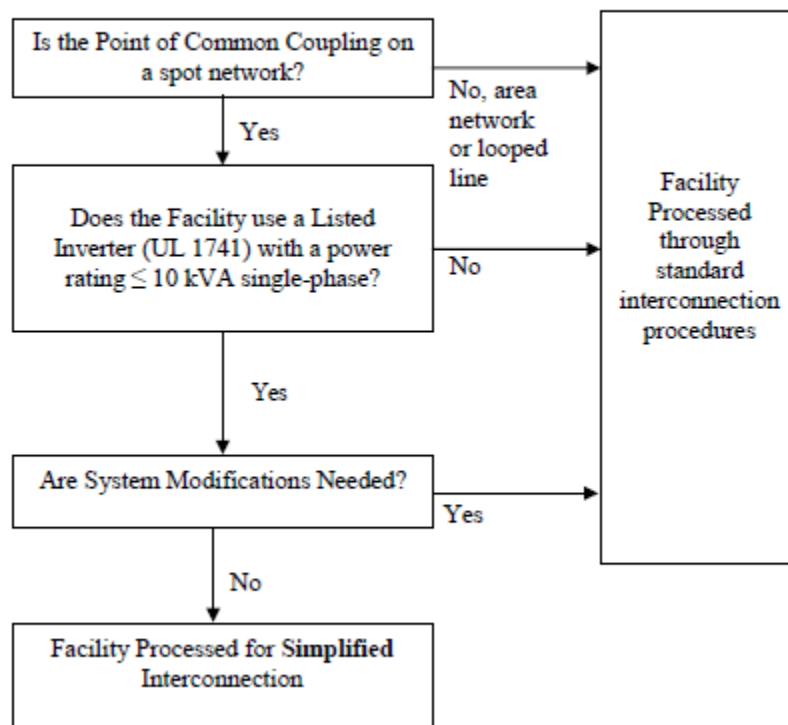 Is the Point of Common Coupling on
a spot network?
No, area
network
or looped
line
Yes
Does the Facility use a Listed
Inverter (UL 1741) with a power
rating ≤ 10 kVA single-phase?
No
Facility
Processed
through
standard
interconnection
procedures
Yes
Are System Modifications Needed?
Yes
No
Facility Processed for Simplified
Interconnection